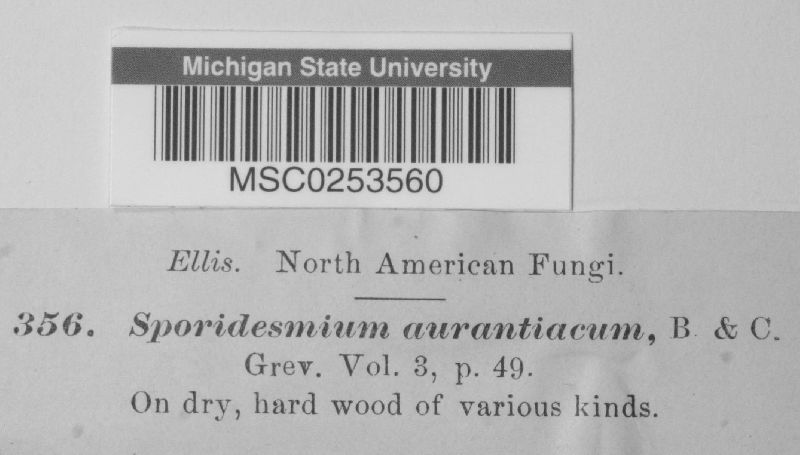 Michigan State University
MSC0253560
Ellis. North American Fungi.
356. Sporidesmium aurantiacum, B. & C.
Grev. Vol. 3, p. 49.
On dry, hard wood of various kinds.